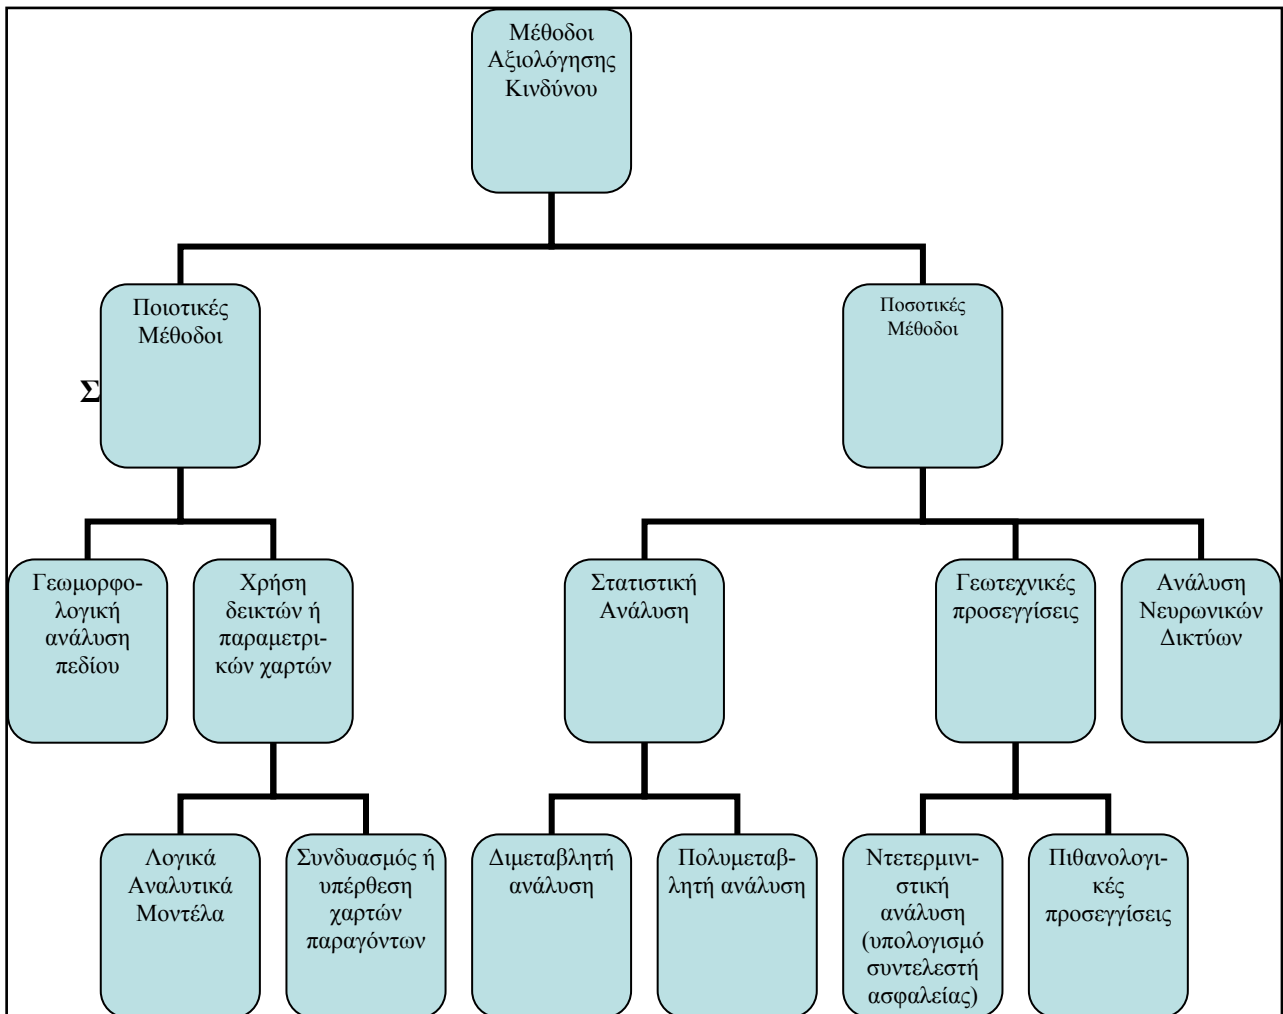 Μέθοδοι
Αξιολόγησης
Κινδύνου
Ποιοτικές
Μέθοδοι
Ποσοτικές
Μέθοδοι
Σ
Γεωμορφο-
λογική
ανάλυση
πεδίου
Χρήση
δεικτών ή
παραμετρι-
κών χαρτών
Στατιστική
Ανάλυση
Γεωτεχνικές
προσεγγίσεις
Ανάλυση
Νευρωνικών
Δικτύων
Λογικά
Αναλυτικά
Μοντέλα
Συνδυασμός ή
υπέρθεση
χαρτών
παραγόντων
Διμεταβλητή
ανάλυση
Πολυμεταβ-
λητή ανάλυση
Ντετερμινι-
στική
ανάλυση
(υπολογισμό
συντελεστή
ασφαλείας)
Πιθανολογι-
κές
προσεγγίσεις